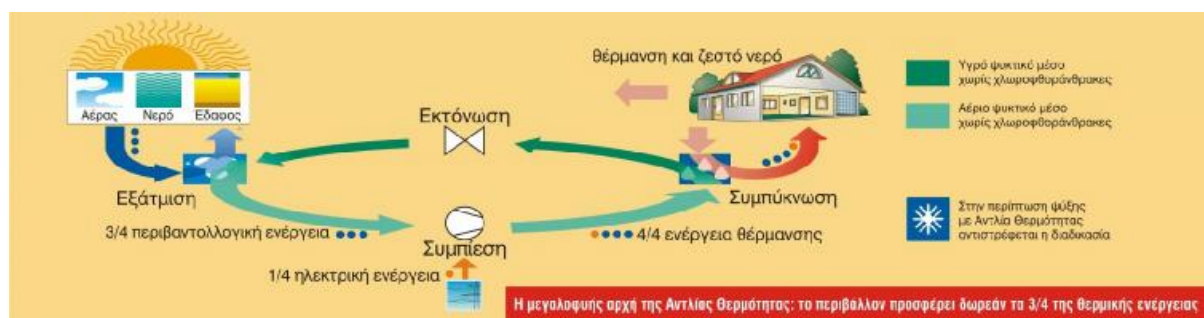 θέρμανση και ζεστό νερό
Αέρας Νερό Εδαφος
Εκτόνωση
Εξάτμιση
Συμπύκνωση
3/4 περιβαντολλογική ενέργεια
Συμπίεση
4/4 ενέργεια θέρμανσης
1/4 ηλεκτρική ενέργεια
Υγρό ψυκτικό μέσο
χωρίς χλωροφθοράνθρακες
Αέριο ψυκτικό μέσο
χωρίς χλωροφθοράνθρακες
Στην περίπτωση ψύξης
με Αντλία Θερμότητας
αντιστρέφεται η διαδικασία
Η μεγαλοφυής αρχή της Αντλίας Θερμότητας: το περιβάλλον προσφέρει δωρεάν τα 3/4 της θερμικής ενέργειας